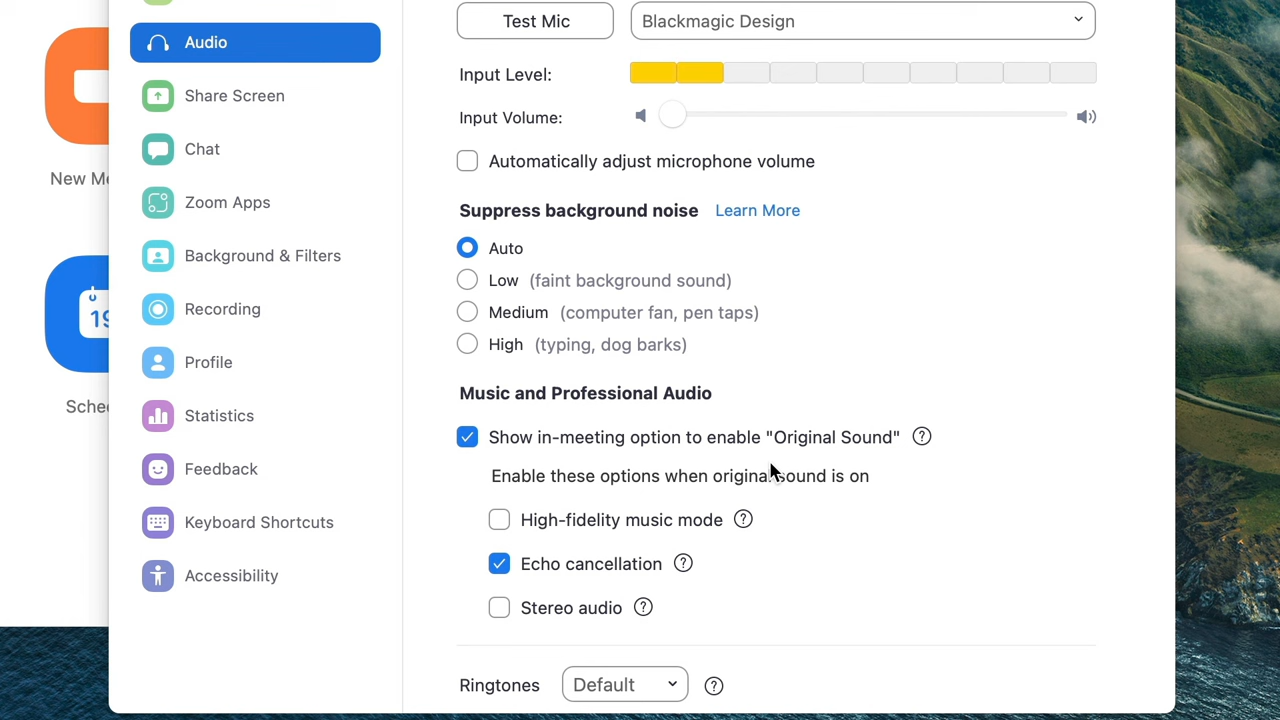 Test Mic Blackmagic Design
Audio
Input Level:
Share Screen
Input Volume:
Chat
Automatically adjust microphone volume
New Me
Zoom Apps
Suppress background noise Learn More
Auto
Background & Filters
Low (faint background sound)
Recording
19
Medium (computer fan, pen taps)
High (typing, dog barks)
Profile
Music and Professional Audio
Sche
Statistics
Show in-meeting option to enable "Original Sound" ?
Feedback
Enable these options when original sound is on
Keyboard Shortcuts
High-fidelity music mode ?
Echo cancellation ?
Accessibility
Stereo audio ?
Ringtones Default ?